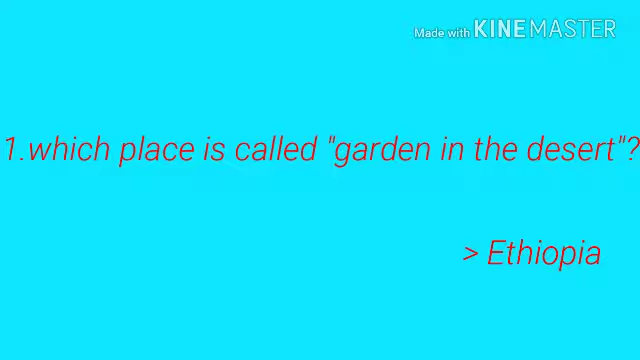 Made with KINEMASTER
1.which place is called "garden in the desert"?
> Ethiopia